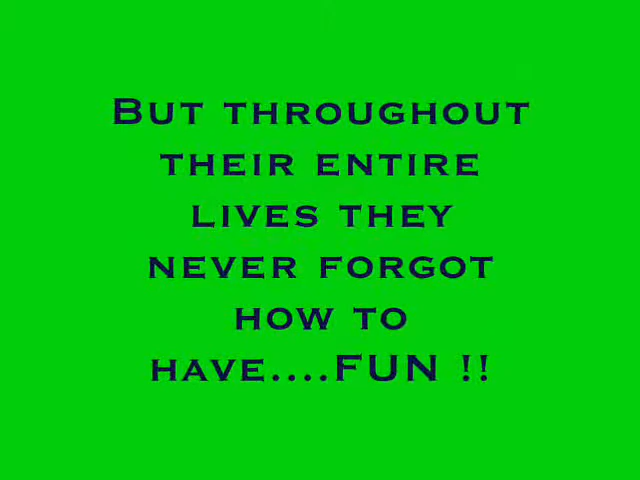 But throughout
their entire
lives they
never forgot
how to
have....FUN !!